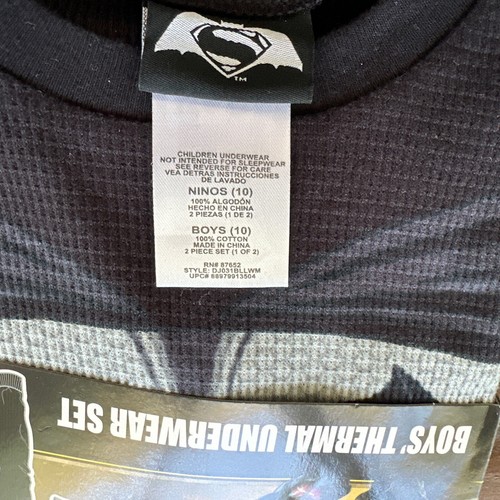 TM
CHILDREN UNDERWEAR
NOT INTENDED FOR SLEEPWEAR
SEE REVERSE FOR CARE
VEA DETRAS INSTRUCCIONES
DE LAVADO
NINOS (10)
100% ALGODÓN
HECHO EN CHINA
2 PIEZAS (1 DE 2)
BOYS (10)
100% COTTON
MADE IN CHINA
2 PIECE SET (1 OF 2)
RN# 87652
STYLE: DJ031BLLWM
UPC# 66979913504
BOYS' THERMAL UNDERWEAR SET